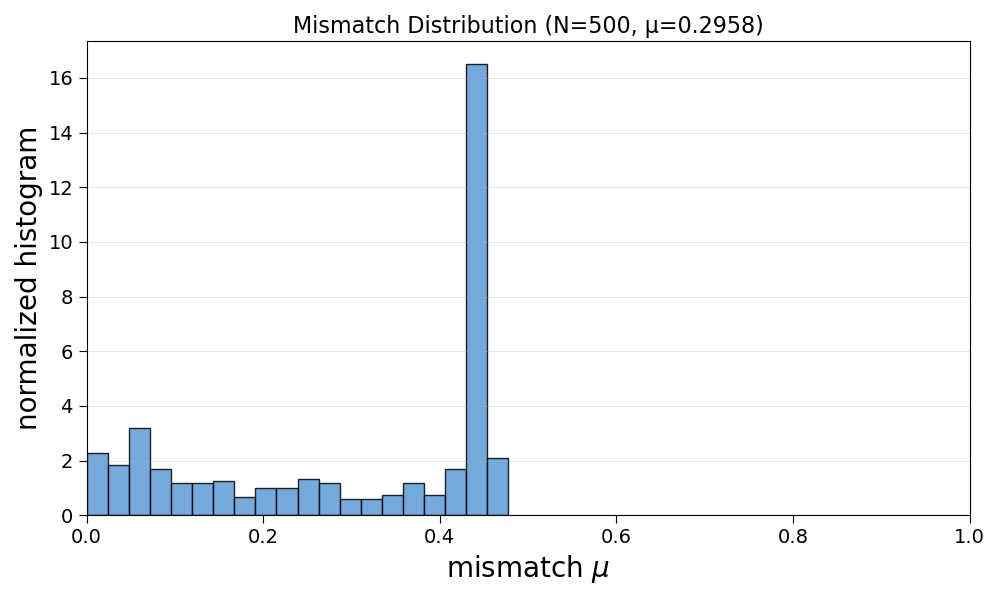 Mismatch Distribution (N=500, μ=0.2958)
normalized histogram
16
14
12
10
8
6
4
2
0
0.0 0.2 0.4 0.6 0.8 1.0
mismatch μ